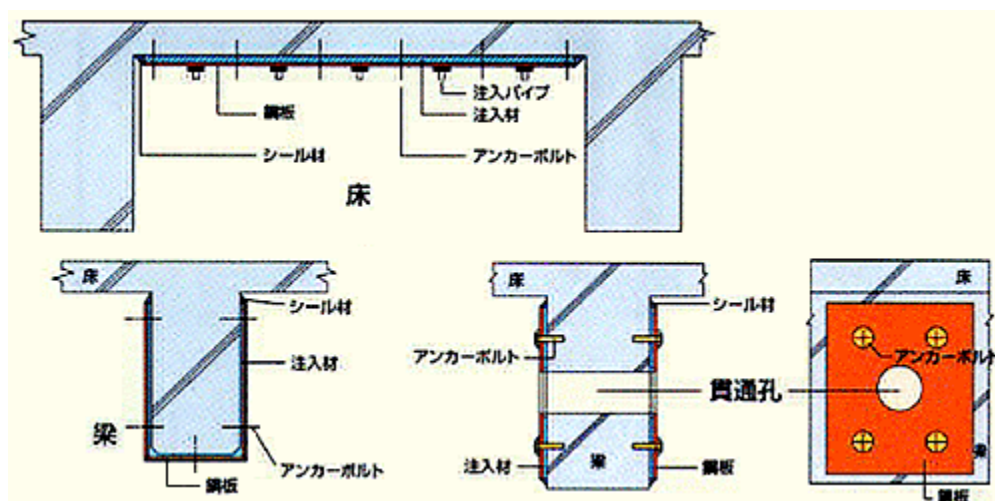 注入パイプ
鋼板
注入材
シール材
アンカーボルト
床
床
シール材
注入材
梁
アンカーボルト
鋼板
床
シール材
アンカーボルト
貫通孔
注入材
梁
鋼板
床
アンカーボルト
梁
鋼板